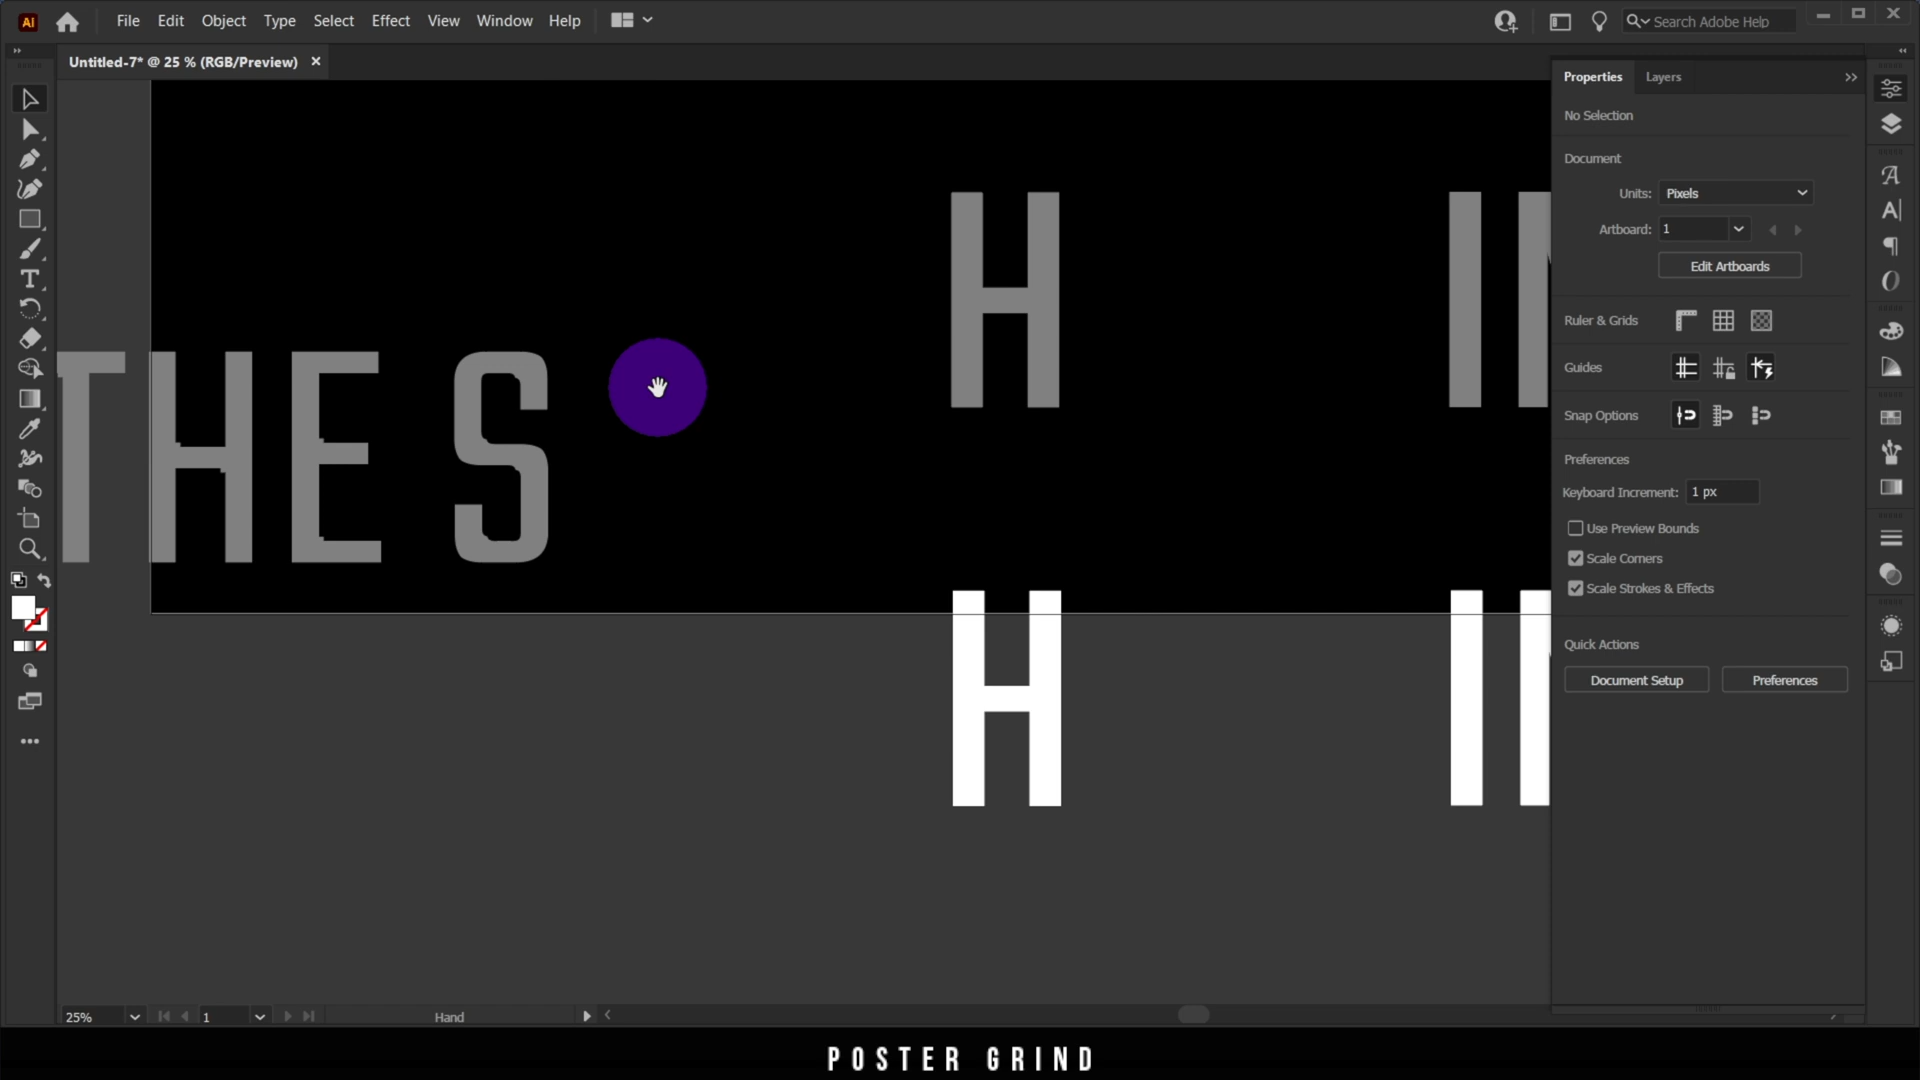 Ai File Edit Object Type Select Effect View Window Help Search Adobe Help
Untitled-7* @ 25 % (RGB/Preview)
Properties Layers
No Selection
Document
Units: Pixels
Artboard: 1
Edit Artboards
Ruler & Grids
Guides
Snap Options
Preferences
Keyboard Increment: 1 px
Use Preview Bounds
Scale Corners
Scale Strokes & Effects
Quick Actions
Document Setup Preferences
H I
THE S
H I
25% 1 Hand
POSTER GRIND